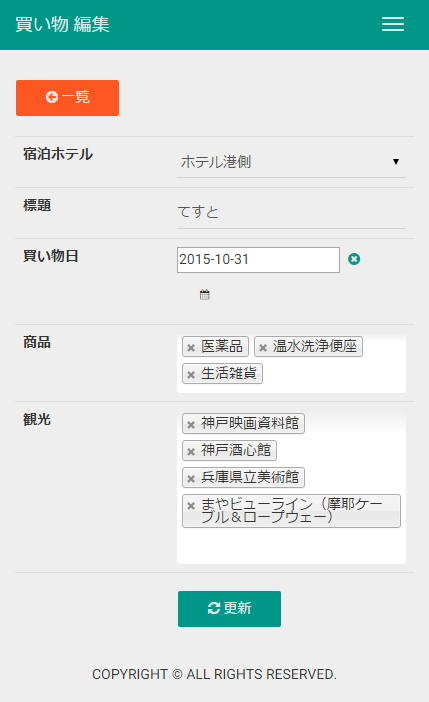 買い物 編集
一覧
宿泊ホテル
ホテル港側
標題
てすと
買い物日
2015-10-31
商品
医薬品 温水洗浄便座
生活雑貨
観光
神戸映画資料館
神戸酒心館
兵庫県立美術館
まやビューライン（摩耶ケー
ブル＆ロープウェー）
更新
COPYRIGHT © ALL RIGHTS RESERVED.